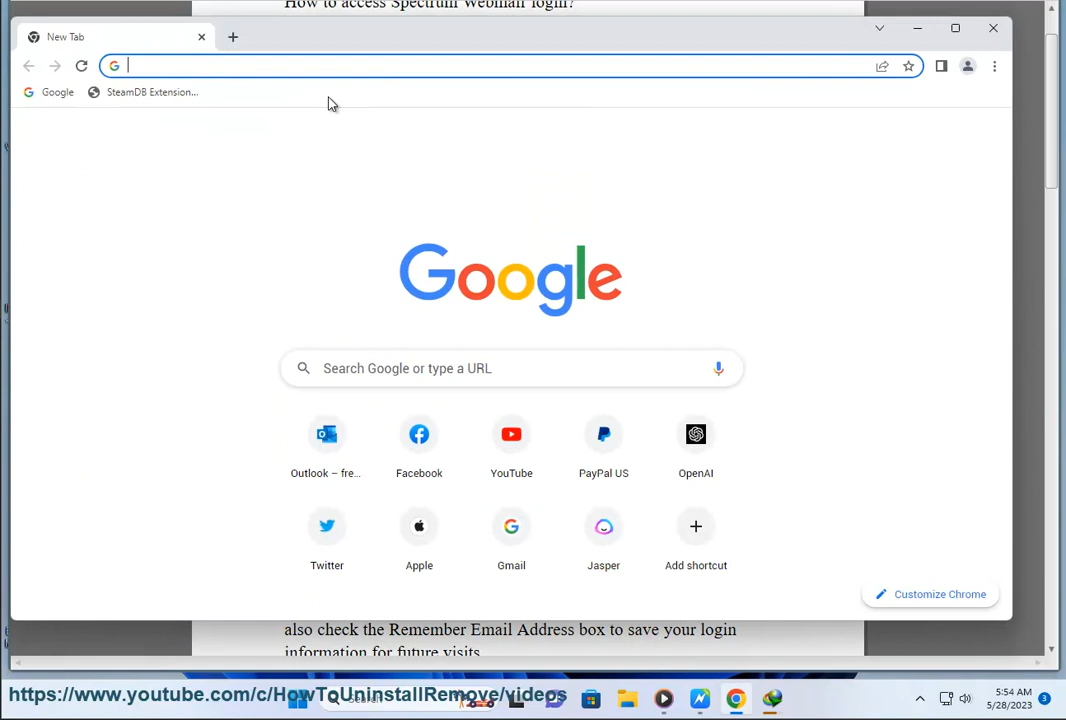 How to access Spectrum Webmail login?
New Tab
Google
SteamDB Extension...
Google
Search Google or type a URL
Outlook – fre...
Facebook
YouTube
PayPal US
OpenAI
Twitter
Apple
Gmail
Jasper
Add shortcut
Customize Chrome
also check the Remember Email Address box to save your login
information for future visits.
https://www.youtube.com/c/HowToUninstallRemove/videos
Search
5:54 AM
5/28/2023
3